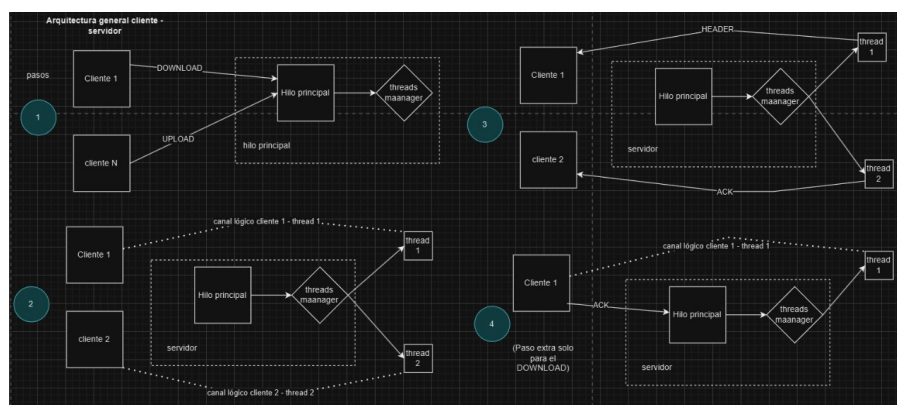 Arquitectura general cliente -
servidor
pasos
1
Cliente 1
DOWNLOAD
cliente N
UPLOAD
Hilo principal
threads
maanager
hilo principal
2
Cliente 1
canal lógico cliente 1 - thread 1
thread
1
Hilo principal
threads
maanager
cliente 2
servidor
thread
2
canal lógico cliente 2 - thread 2
3
Cliente 1
HEADER
thread
1
Hilo principal
threads
maanager
cliente 2
servidor
ACK
thread
2
4
canal lógico cliente 1 - thread 1
thread
1
Cliente 1
ACK
Hilo principal
threads
maanager
(Paso extra solo
para el
DOWNLOAD)
servidor